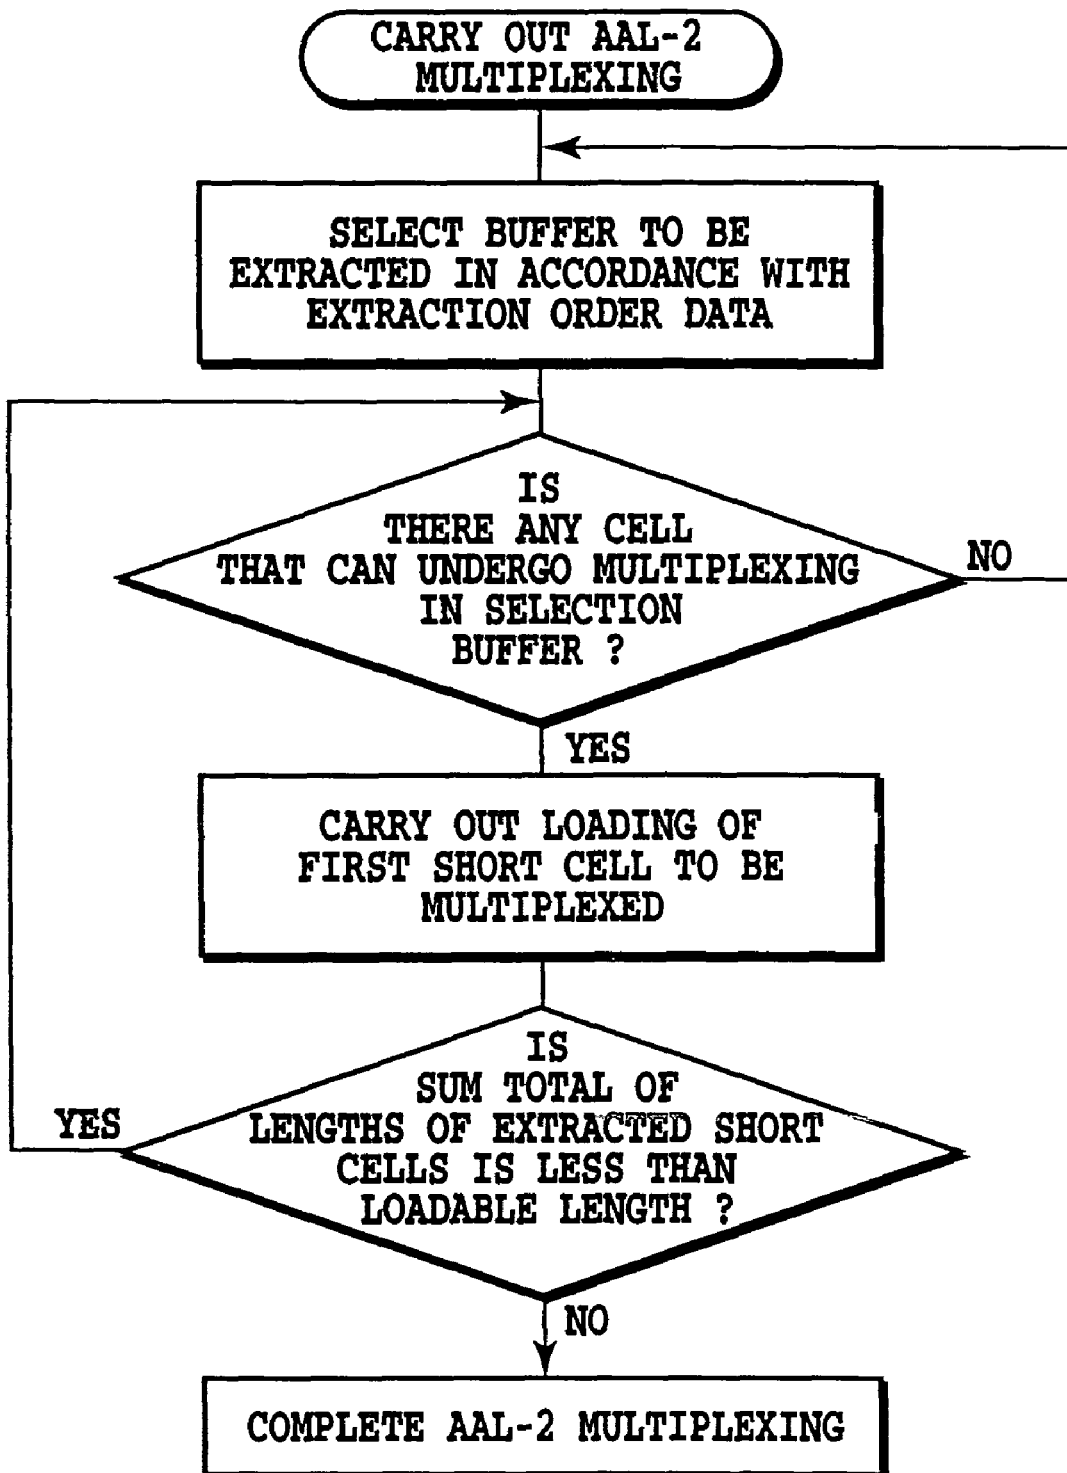 CARRY OUT AAL-2
MULTIPLEXING
SELECT BUFFER TO BE
EXTRACTED IN ACCORDANCE WITH
EXTRACTION ORDER DATA
IS
THERE ANY CELL
THAT CAN UNDERGO MULTIPLEXING
IN SELECTION
BUFFER ?
NO
YES
CARRY OUT LOADING OF
FIRST SHORT CELL TO BE
MULTIPLEXED
IS
SUM TOTAL OF
LENGTHS OF EXTRACTED SHORT
CELLS IS LESS THAN
LOADABLE LENGTH ?
YES
NO
COMPLETE AAL-2 MULTIPLEXING